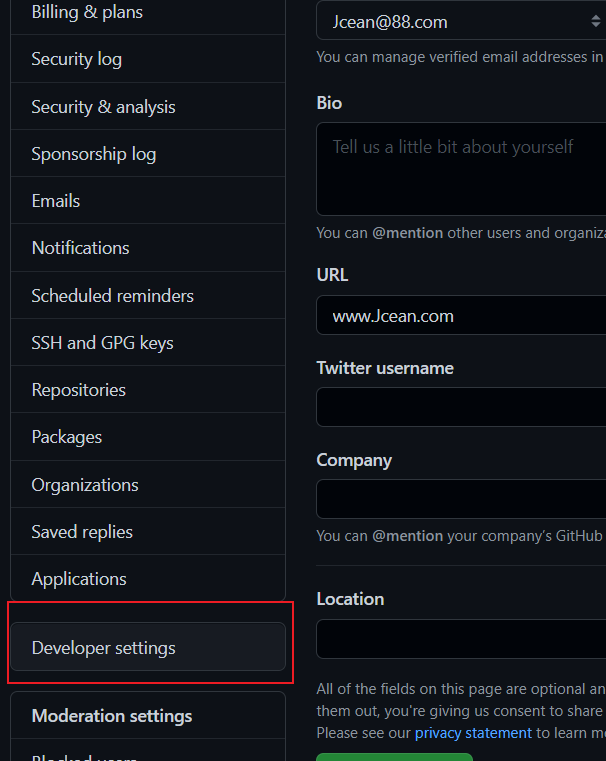 Billing & plans
Security log
Security & analysis
Sponsorship log
Emails
Notifications
Scheduled reminders
SSH and GPG keys
Repositories
Packages
Organizations
Saved replies
Applications
Developer settings
Moderation settings
Blocked users
Jcean@88.com
You can manage verified email addresses in
Bio
Tell us a little bit about yourself
You can @mention other users and organiza
URL
www.Jcean.com
Twitter username
Company
You can @mention your company's GitHub
Location
All of the fields on this page are optional an
them out, you're giving us consent to share
Please see our privacy statement to learn mo